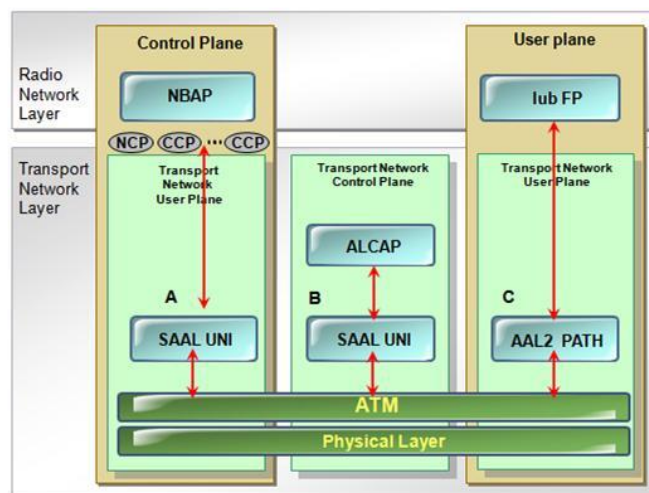 Control Plane
User plane
Radio
Network
Layer
NBAP
Iub FP
NCP CCP ••• CCP
Transport
Network
Layer
Transport
Network
User Plane
Transport Network
Control Plane
Transport Network
User Plane
ALCAP
A
B
C
SAAL UNI
SAAL UNI
AAL2 PATH
ATM
Physical Layer